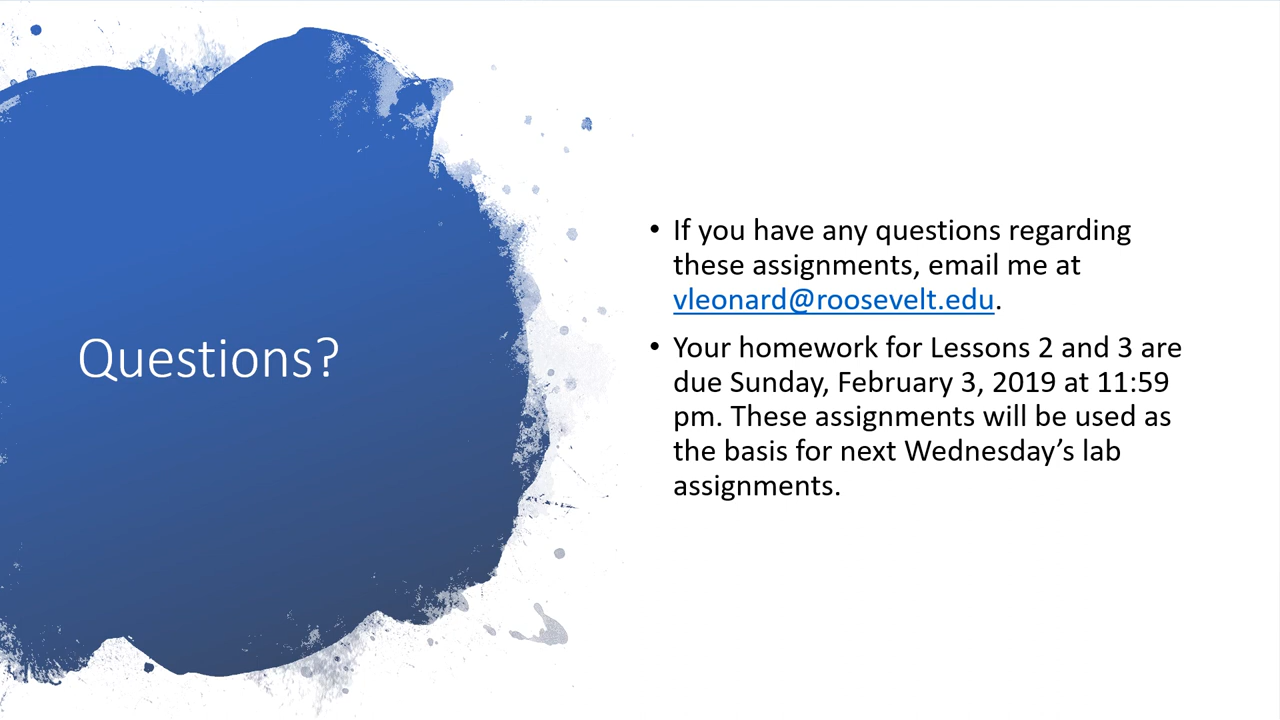 Questions?
• If you have any questions regarding
these assignments, email me at
vleonard@roosevelt.edu.
• Your homework for Lessons 2 and 3 are
due Sunday, February 3, 2019 at 11:59
pm. These assignments will be used as
the basis for next Wednesday’s lab
assignments.